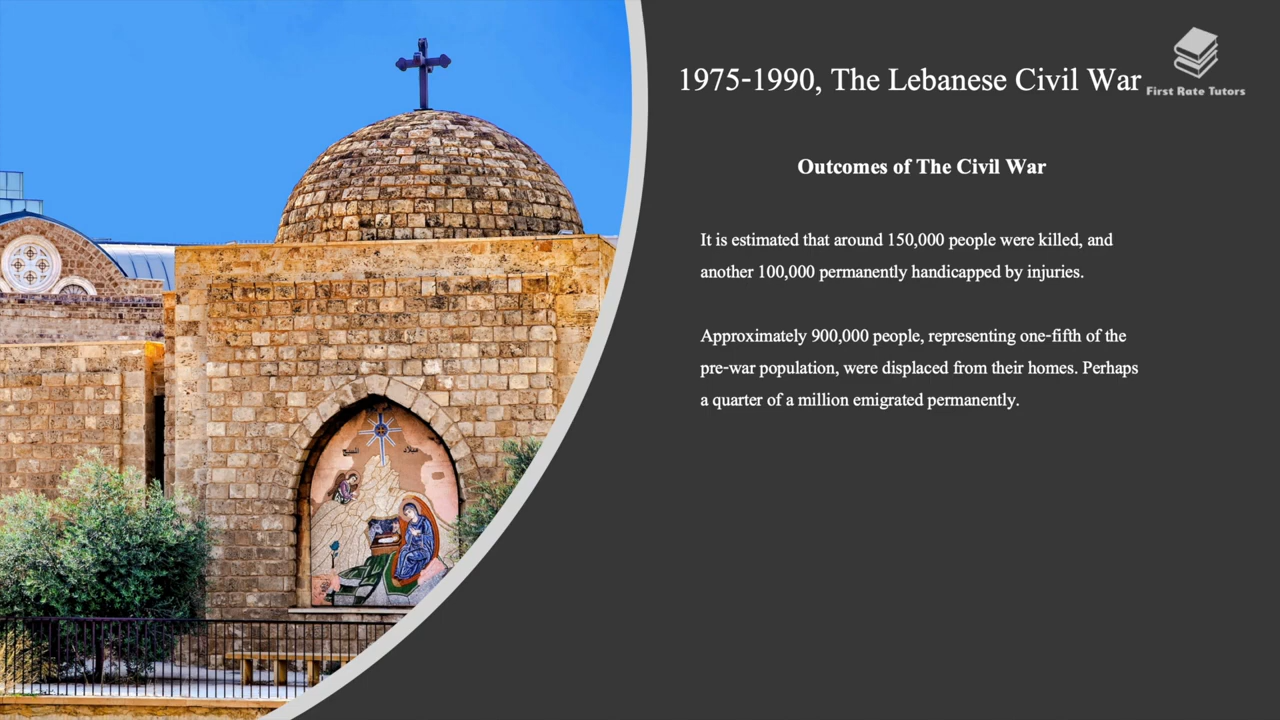 1975-1990, The Lebanese Civil War
First Rate Tutors
Outcomes of The Civil War
It is estimated that around 150,000 people were killed, and
another 100,000 permanently handicapped by injuries.
Approximately 900,000 people, representing one-fifth of the
pre-war population, were displaced from their homes. Perhaps
a quarter of a million emigrated permanently.
ميلاد
المسيح